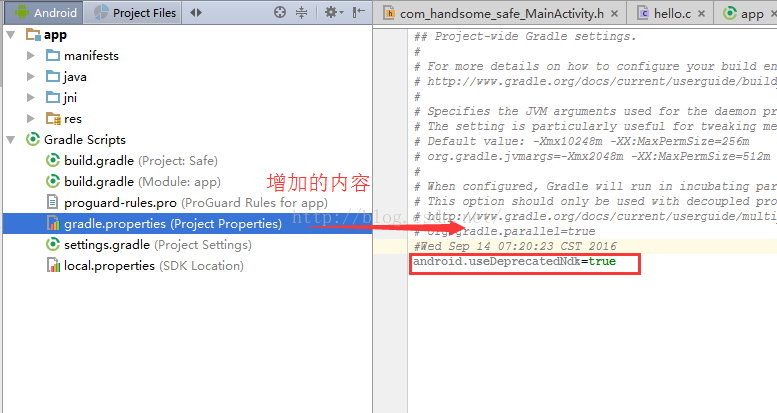 Android
Project Files
com_handsome_safe_MainActivity.h
hello.c
app
app
manifests
java
jni
res
Gradle Scripts
build.gradle (Project: Safe)
build.gradle (Module: app)
proguard-rules.pro (ProGuard Rules for app)
gradle.properties (Project Properties)
settings.gradle (Project Settings)
local.properties (SDK Location)
增加的内容
## Project-wide Gradle settings.
#
# For more details on how to configure your build en
# http://www.gradle.org/docs/current/userguide/build
#
# Specifies the JVM arguments used for the daemon pr
# The setting is particularly useful for tweaking me
# Default value: -Xmx10248m -XX:MaxPermSize=256m
# org.gradle.jvmargs=-Xmx2048m -XX:MaxPermSize=512m
#
# When configured, Gradle will run in incubating par
# This option should only be used with decoupled pro
# http://www.gradle.org/docs/current/userguide/multi
# org.gradle.parallel=true
#Wed Sep 14 07:20:23 CST 2016
android.useDeprecatedNdk=true